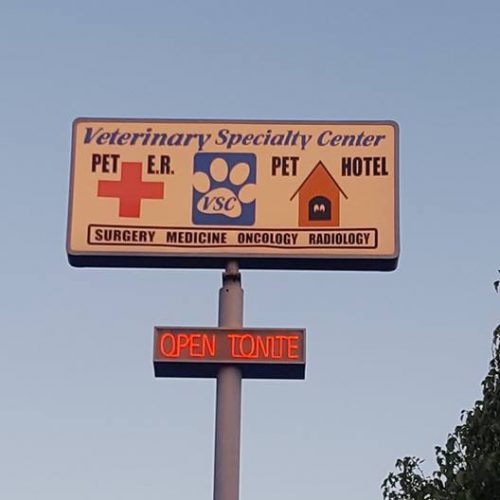 Veterinary Specialty Center
PET E.R. PET HOTEL
VSC
SURGERY MEDICINE ONCOLOGY RADIOLOGY
OPEN TONITE